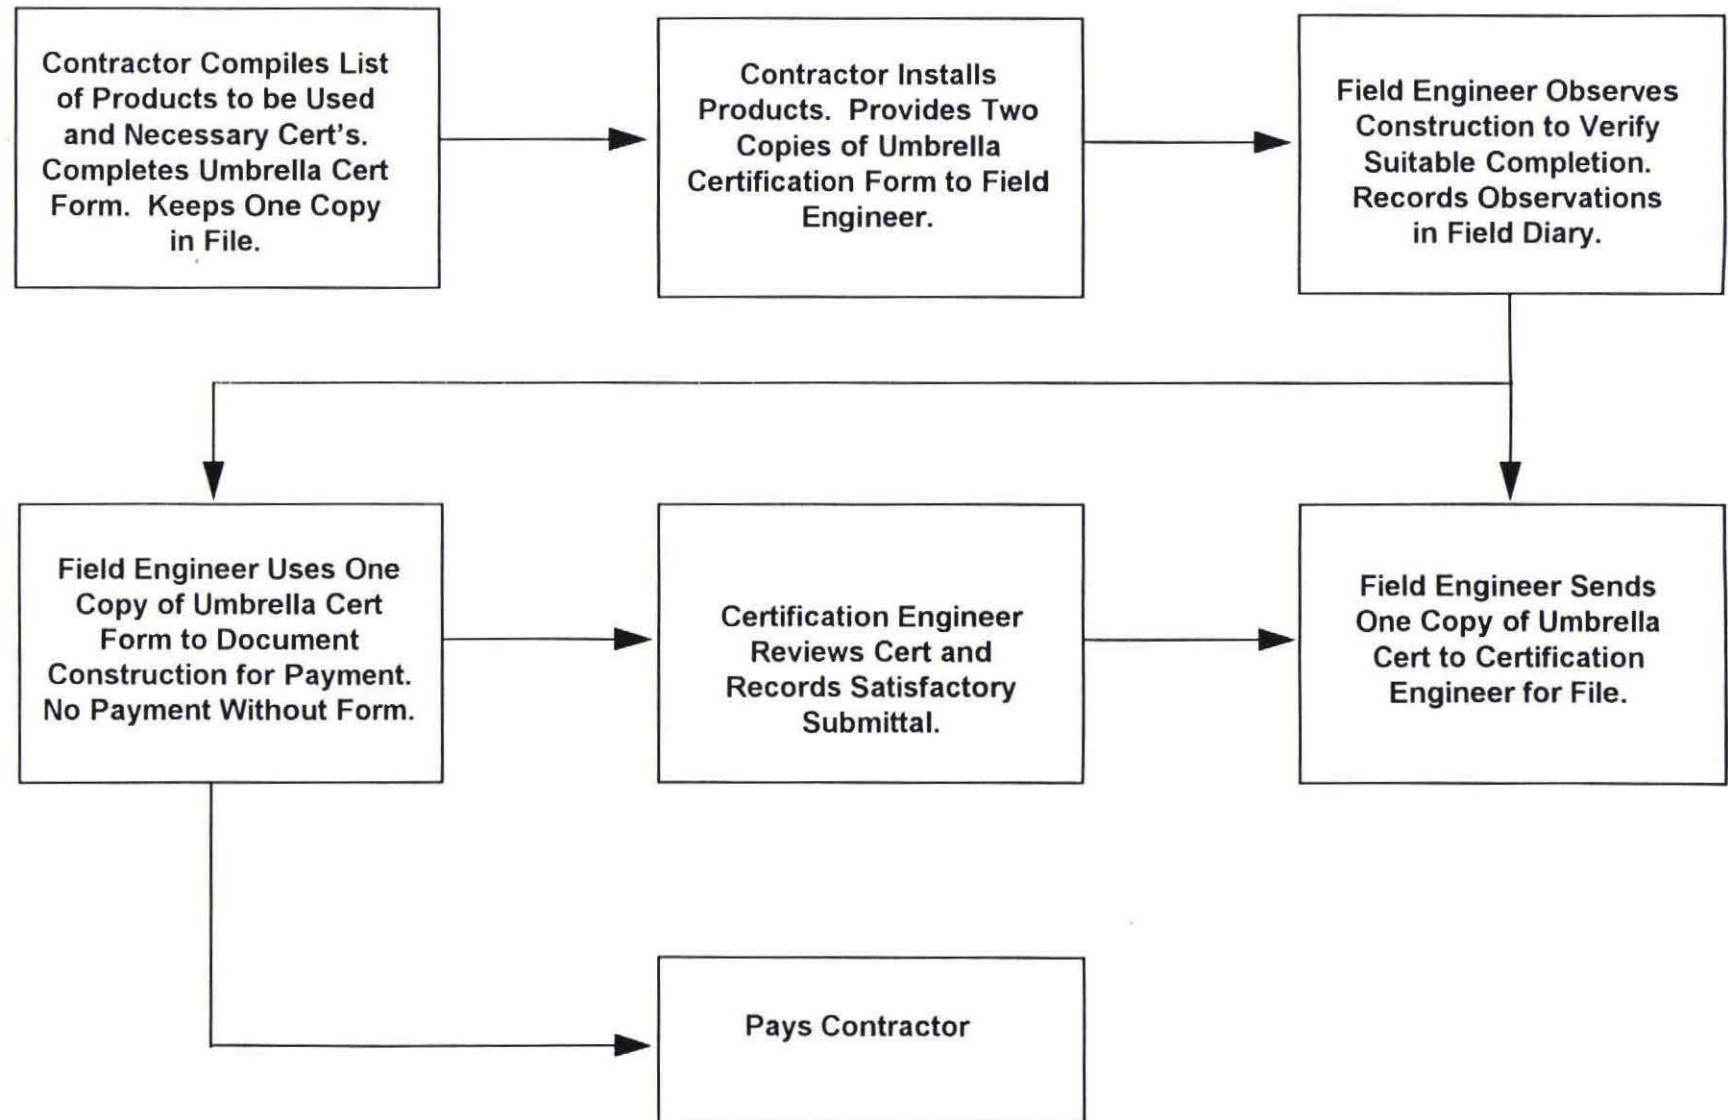 Contractor Compiles List
of Products to be Used
and Necessary Cert's.
Completes Umbrella Cert
Form. Keeps One Copy
in File.
Contractor Installs
Products. Provides Two
Copies of Umbrella
Certification Form to Field
Engineer.
Field Engineer Observes
Construction to Verify
Suitable Completion.
Records Observations
in Field Diary.
Field Engineer Uses One
Copy of Umbrella Cert
Form to Document
Construction for Payment.
No Payment Without Form.
Certification Engineer
Reviews Cert and
Records Satisfactory
Submittal.
Field Engineer Sends
One Copy of Umbrella
Cert to Certification
Engineer for File.
Pays Contractor